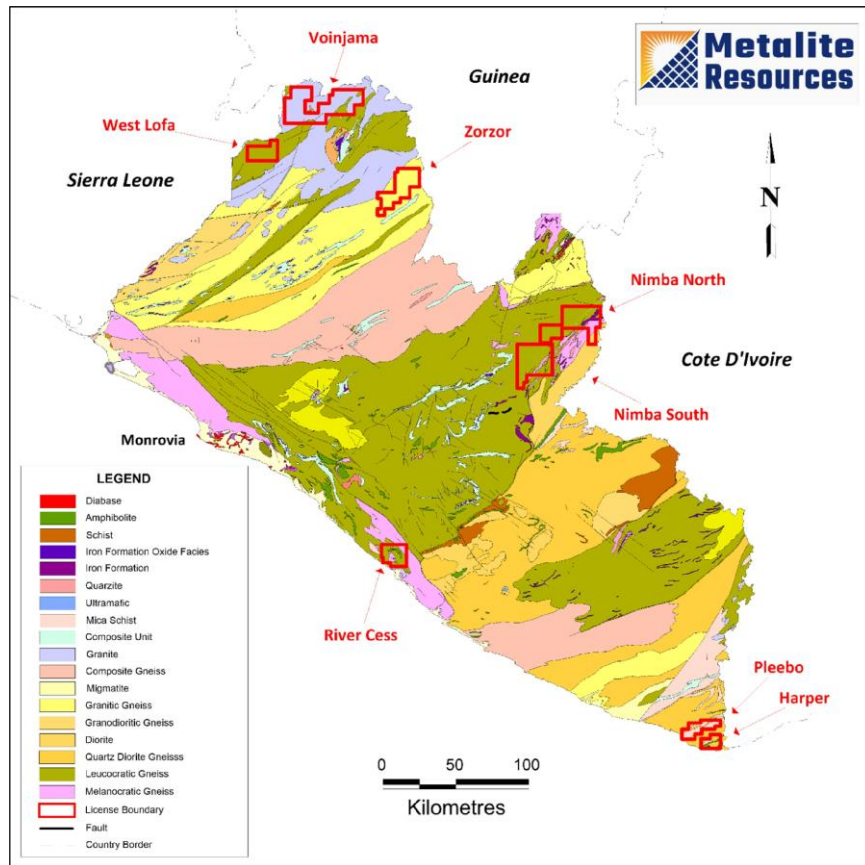 Voinjama
Guinea
Metalite
Resources
West Lofa
Zorzor
Sierra Leone
N
Nimba North
Cote D'Ivoire
Nimba South
Monrovia
LEGEND
Diabase
Amphibolite
Schist
Iron Formation Oxide Facies
Iron Formation
Quarzite
Ultramafic
Mica Schist
Composite Unit
Granite
Composite Gneiss
Migmatite
Granitic Gneiss
Granodioritic Gneiss
Diorite
Quartz Diorite Gneisss
Leucocratic Gneiss
Melanocratic Gneiss
License Boundary
Fault
Country Border
River Cess
Pleebo
Harper
0 50 100
Kilometres